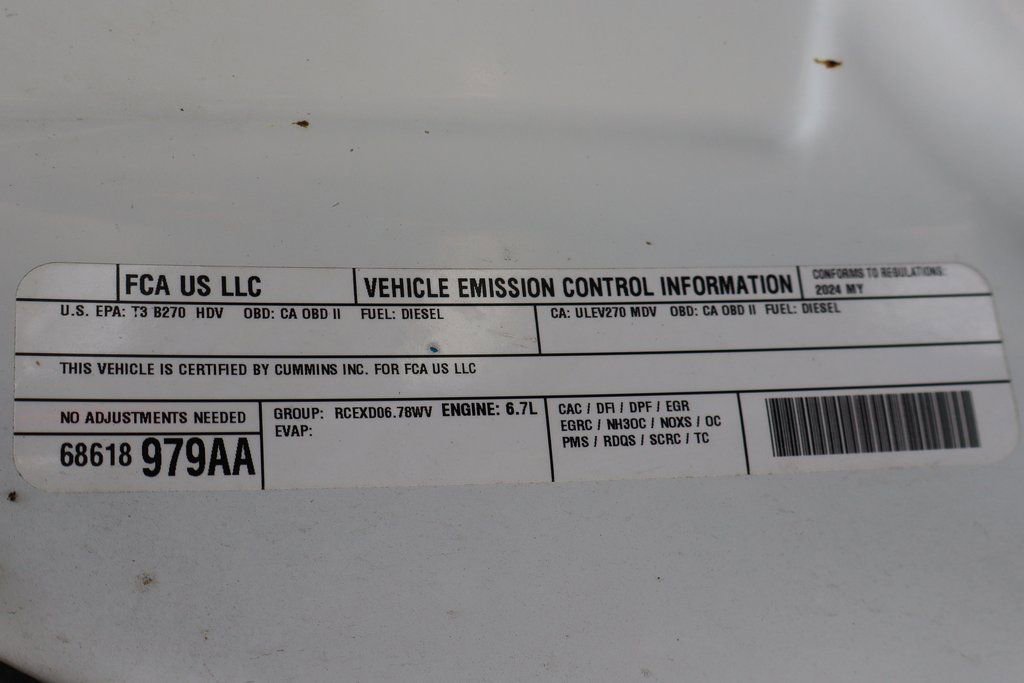 FCA US LLC
VEHICLE EMISSION CONTROL INFORMATION
CONFORMS TO REGULATIONS:
2024 MY
U.S. EPA: T3 B270 HDV OBD: CA OBD II FUEL: DIESEL
CA: ULEV270 MDV OBD: CA OBD II FUEL: DIESEL
THIS VEHICLE IS CERTIFIED BY CUMMINS INC. FOR FCA US LLC
NO ADJUSTMENTS NEEDED
68618 979AA
GROUP: RCEXD06.78WV ENGINE: 6.7L
EVAP:
CAC / DFI / DPF / EGR
EGRC / NH3OC / NOXS / OC
PMS / RDQS / SCRC / TC